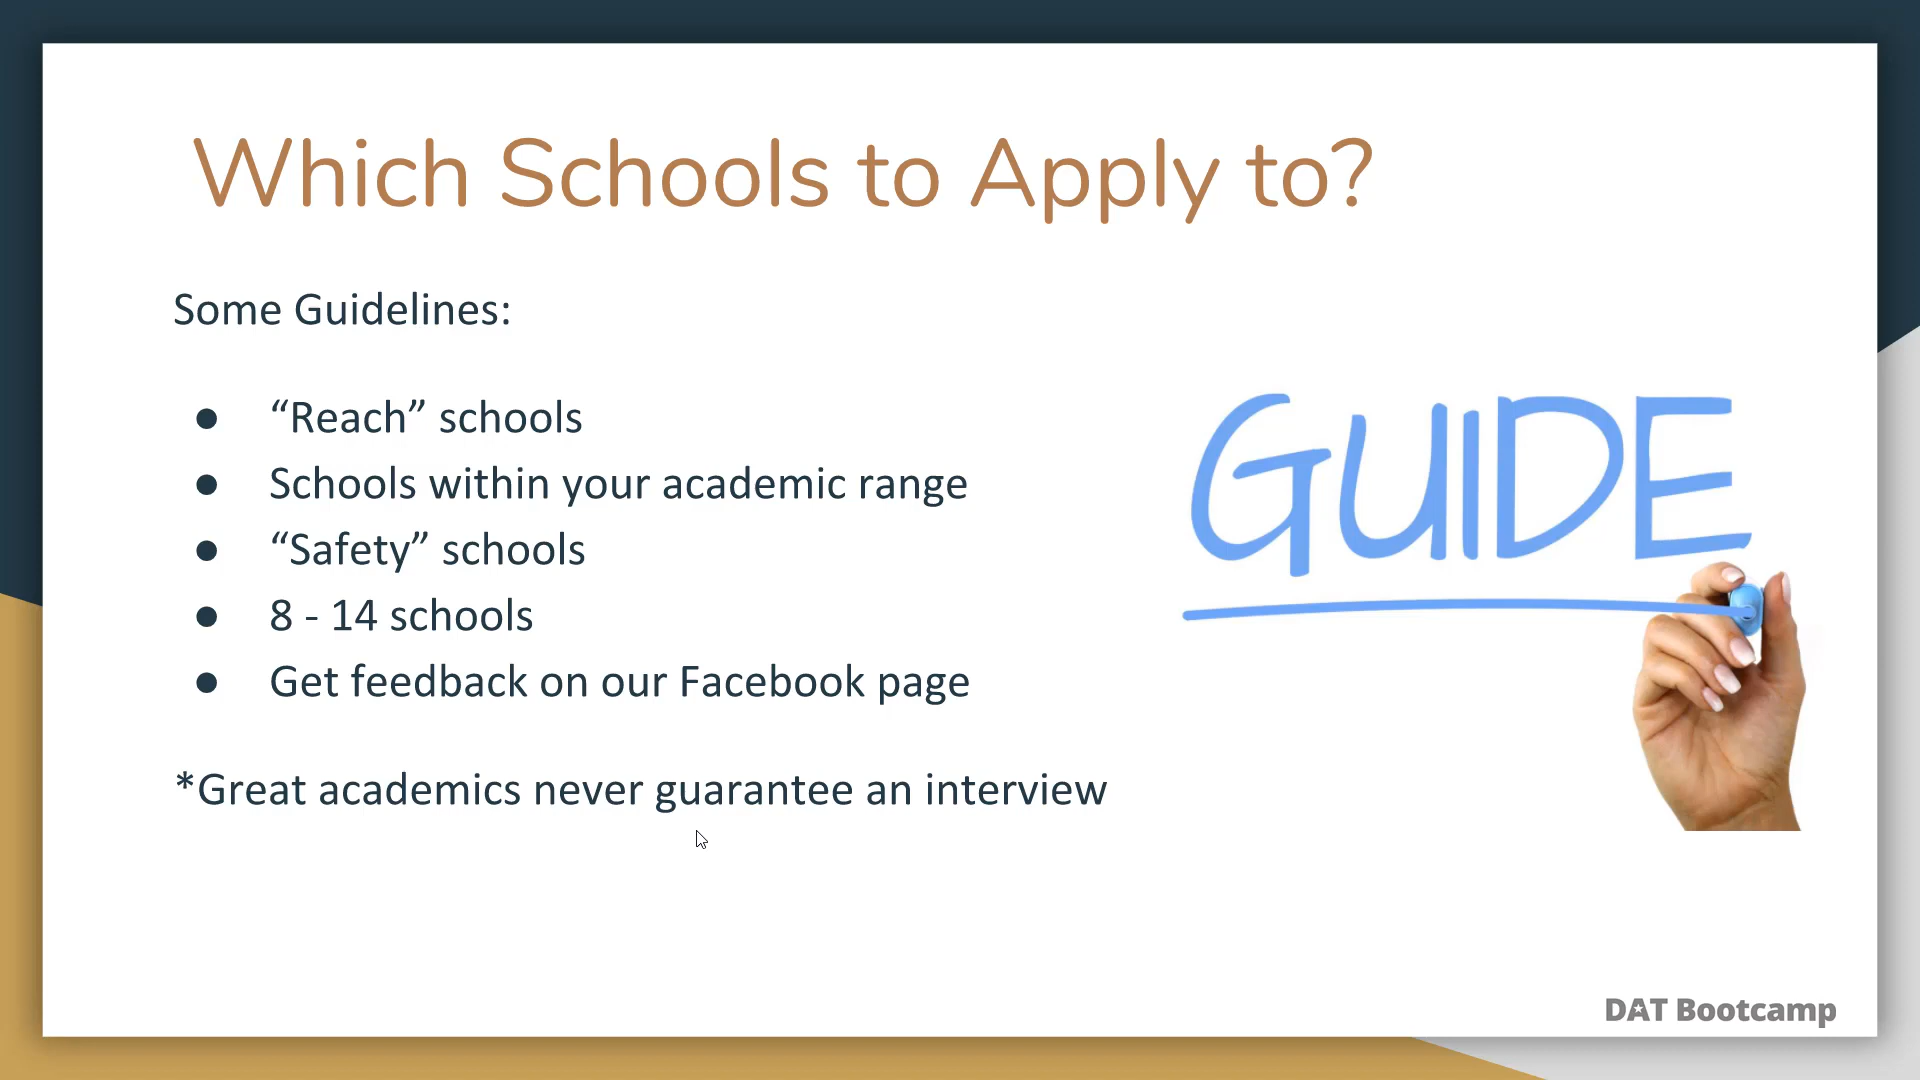 Which Schools to Apply to?
Some Guidelines:
● “Reach” schools
● Schools within your academic range
● “Safety” schools
● 8 - 14 schools
● Get feedback on our Facebook page
*Great academics never guarantee an interview
GUIDE
DAT Bootcamp